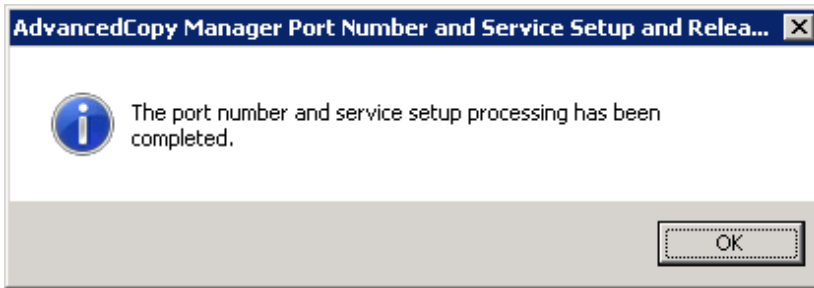 AdvancedCopy Manager Port Number and Service Setup and Relea...
The port number and service setup processing has been
completed.
OK